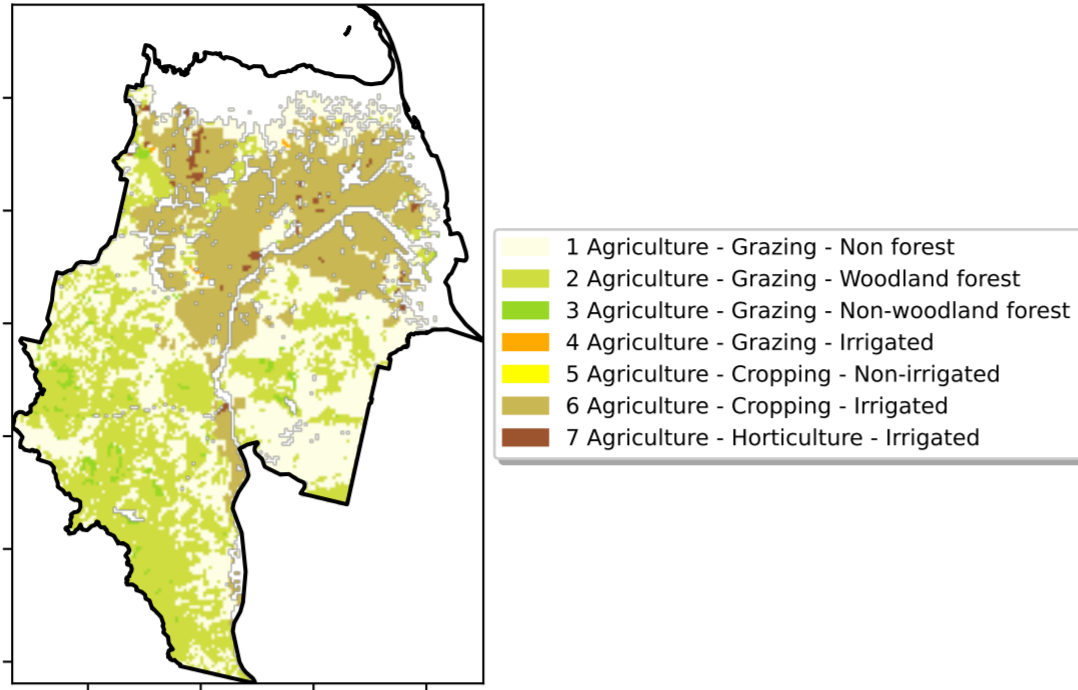 1 Agriculture - Grazing - Non forest
2 Agriculture - Grazing - Woodland forest
3 Agriculture - Grazing - Non-woodland forest
4 Agriculture - Grazing - Irrigated
5 Agriculture - Cropping - Non-irrigated
6 Agriculture - Cropping - Irrigated
7 Agriculture - Horticulture - Irrigated